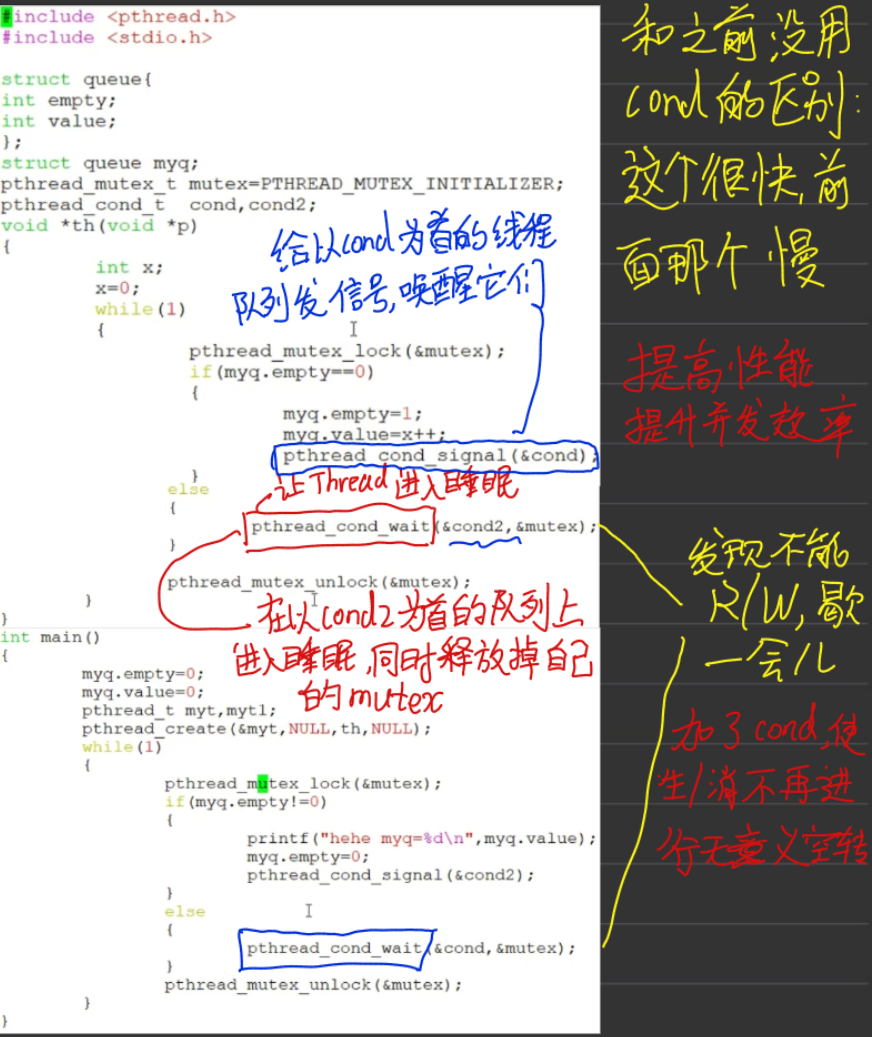 #include <pthread.h>
#include <stdio.h>
struct queue{
int empty;
int value;
};
struct queue myq;
pthread_mutex_t mutex=PTHREAD_MUTEX_INITIALIZER;
pthread_cond_t  cond,cond2;
void *th(void *p)
{
int x;
x=0;
while(1)
{
给以cond为首的线程
队列发信号,唤醒它们
pthread_mutex_lock(&mutex);
if(myq.empty==0)
{
myq.empty=1;
myq.value=x++;
pthread_cond_signal(&cond);
}
else
让Thread进入睡眠
{
pthread_cond_wait(&cond2,&mutex);
}
pthread_mutex_unlock(&mutex);
}
}
在以cond2为首的队列上
进入睡眠,同时释放掉自己
的mutex
int main()
{
myq.empty=0;
myq.value=0;
pthread_t myt,myt1;
pthread_create(&myt,NULL,th,NULL);
while(1)
{
pthread_mutex_lock(&mutex);
if(myq.empty!=0)
{
printf("hehe myq=%d\n",myq.value);
myq.empty=0;
pthread_cond_signal(&cond2);
}
else
{
pthread_cond_wait(&cond,&mutex);
}
pthread_mutex_unlock(&mutex);
}
}
和之前没用
cond的区别:
这个很快,前
面那个慢
提高性能
提升并发效率
发现不能
R/W,歇
一会儿
加了cond,使
生/消不再进
行无意义空转